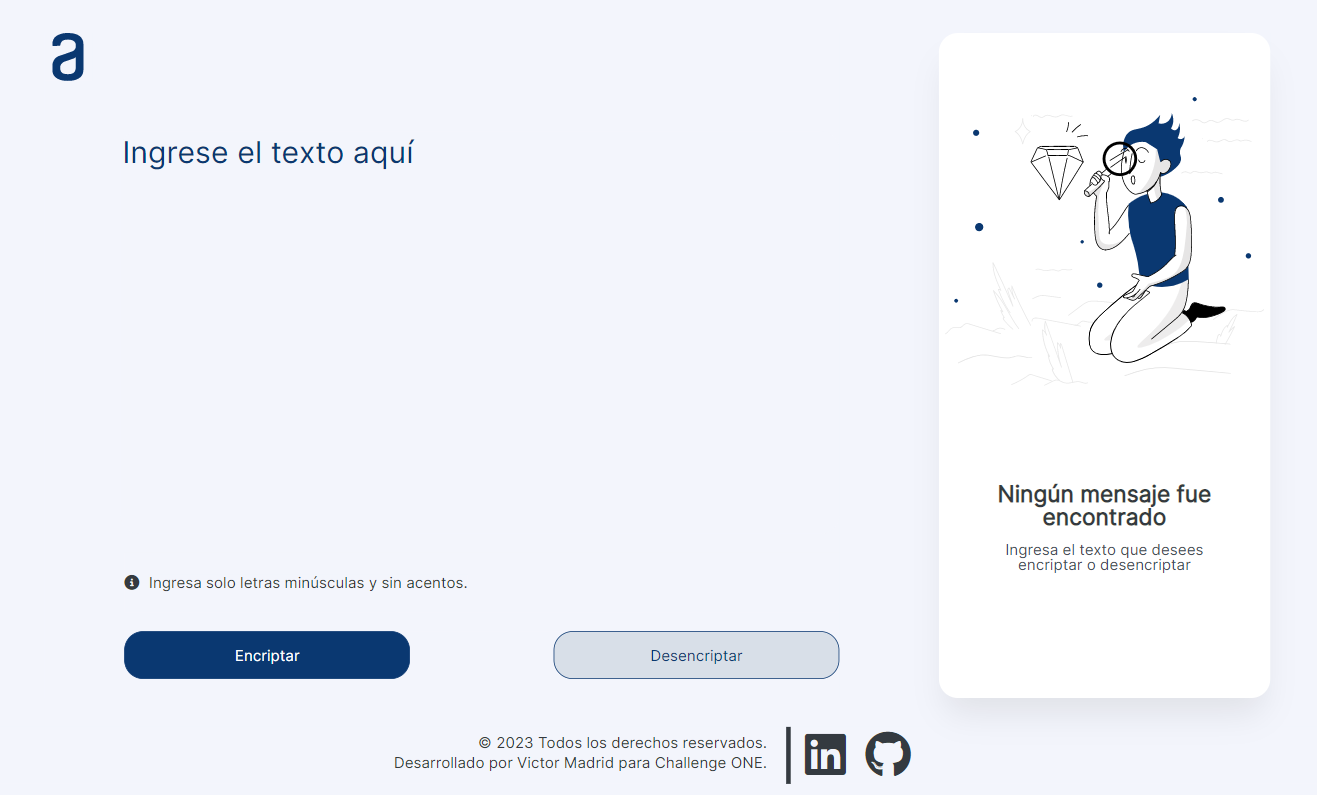 a
Ingrese el texto aquí
Ingresa solo letras minúsculas y sin acentos.
Encriptar
Desencriptar
Ningún mensaje fue
encontrado
Ingresa el texto que desees
encriptar o desencriptar
© 2023 Todos los derechos reservados.
Desarrollado por Victor Madrid para Challenge ONE.
in